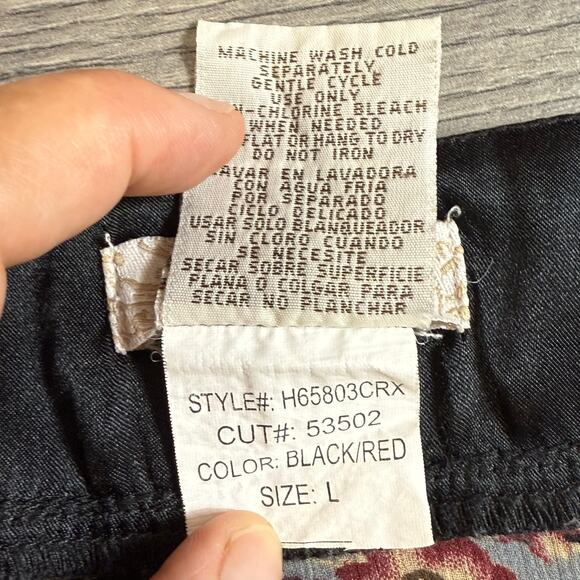 MACHINE WASH COLD
SEPARATELY
GENTLE CYCLE
USE ONLY
N-CHLORINE BLEACH
WHEN NEEDED
FLAT OR HANG TO DRY
DO NOT IRON
AVAR EN LAVADORA
CON AGUA FRIA
POR SEPARADO
CICLO DELICADO
USAR SOLO BLANQUEADOR
SIN CLORO CUANDO
SE NECESITE
SECAR SOBRE SUPERFICIE
PLANA O COLGAR PARA
SECAR NO PLANCHAR
STYLE#: H65803CRX
CUT#: 53502
COLOR: BLACK/RED
SIZE: L